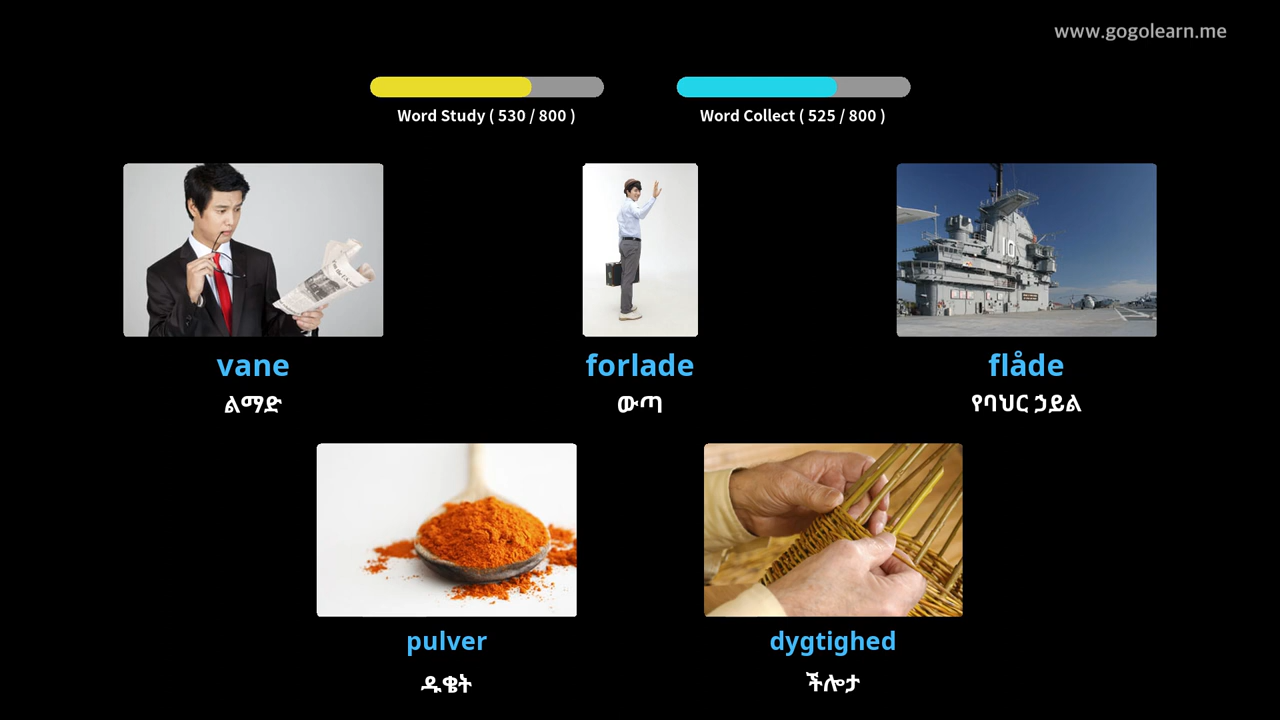 www.gogolearn.me
Word Study ( 530 / 800 )
Word Collect ( 525 / 800 )
16
vane
forlade
flåde
ልማድ
ውጣ
የባህር ኃይል
pulver
dygtighed
ዱቄት
ችሎታ